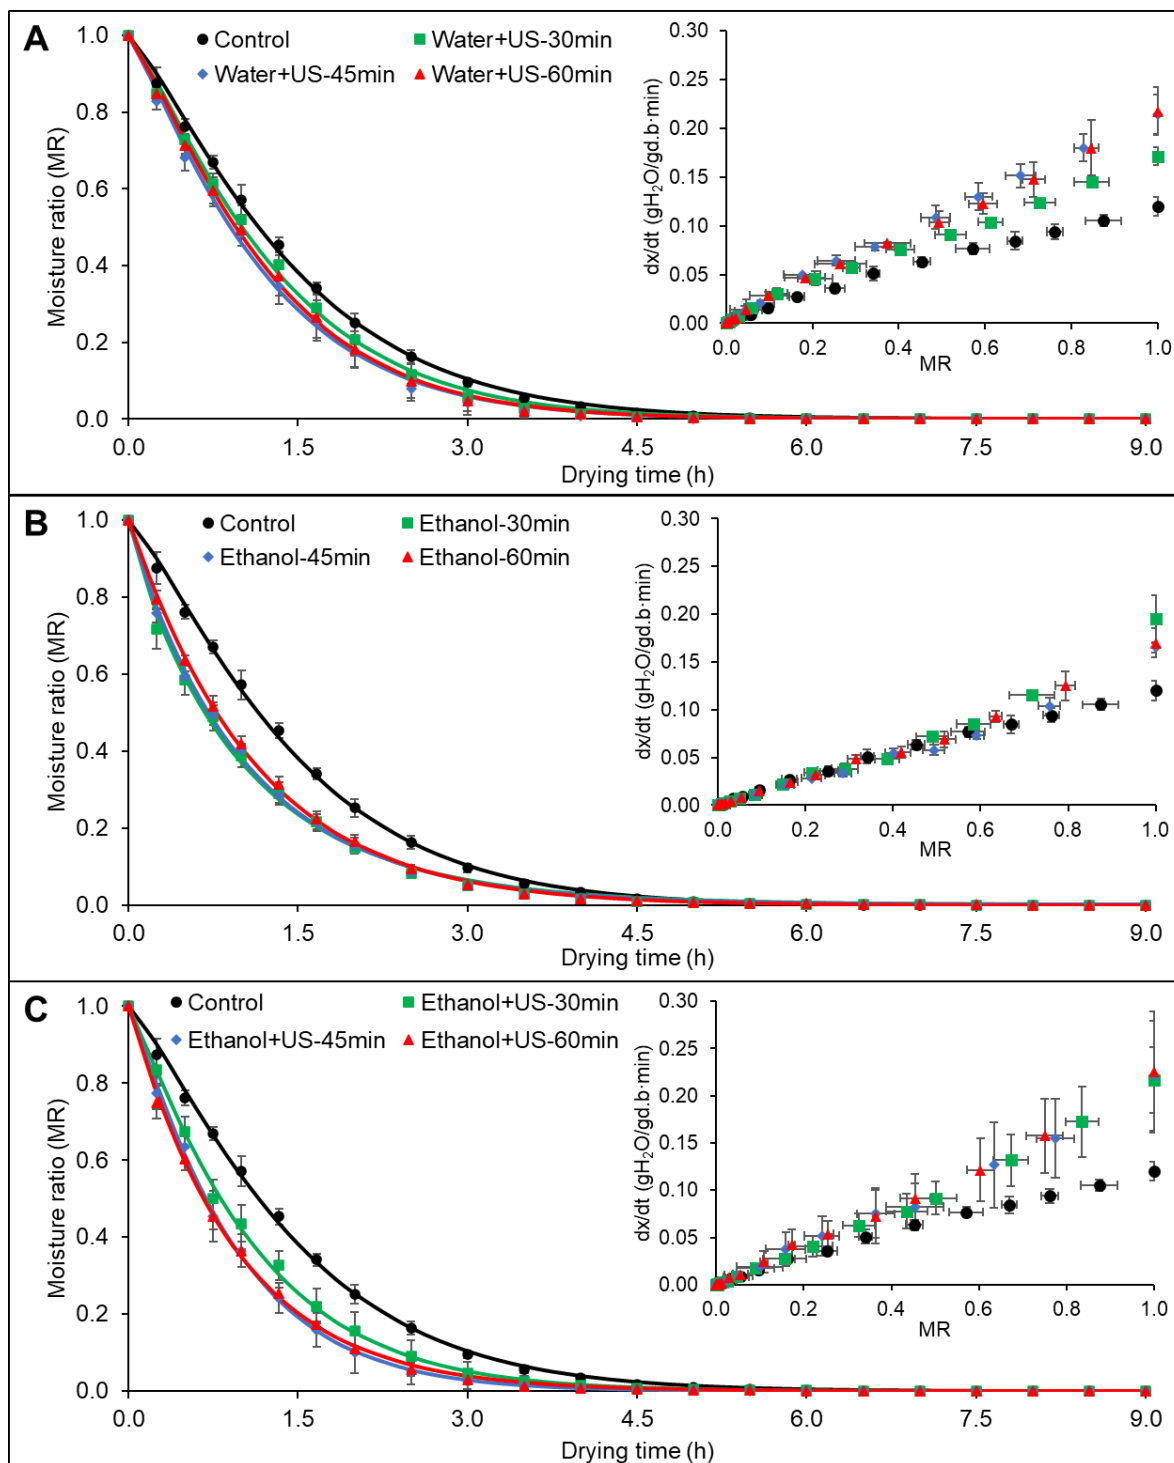 A
Control
Water+US-30min
Water+US-45min
Water+US-60min
Moisture ratio (MR)
1.0
0.8
0.6
0.4
0.2
0.0
0.0 1.5 3.0 4.5 6.0 7.5 9.0
Drying time (h)
dx/dt (gH₂O/gd.b·min)
0.30
0.25
0.20
0.15
0.10
0.05
0.00
0.0 0.2 0.4 0.6 0.8 1.0
MR
B
Control
Ethanol-30min
Ethanol-45min
Ethanol-60min
Moisture ratio (MR)
1.0
0.8
0.6
0.4
0.2
0.0
0.0 1.5 3.0 4.5 6.0 7.5 9.0
Drying time (h)
dx/dt (gH₂O/gd.b·min)
0.30
0.25
0.20
0.15
0.10
0.05
0.00
0.0 0.2 0.4 0.6 0.8 1.0
MR
C
Control
Ethanol+US-30min
Ethanol+US-45min
Ethanol+US-60min
Moisture ratio (MR)
1.0
0.8
0.6
0.4
0.2
0.0
0.0 1.5 3.0 4.5 6.0 7.5 9.0
Drying time (h)
dx/dt (gH₂O/gd.b·min)
0.30
0.25
0.20
0.15
0.10
0.05
0.00
0.0 0.2 0.4 0.6 0.8 1.0
MR